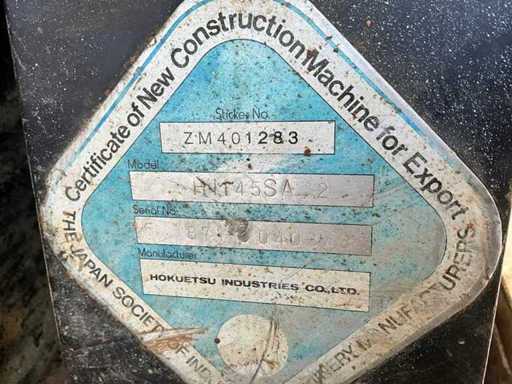 Certificate of New Construction Machine for Export
Sticker No.
ZM401283
Model
Serial No.
Manufacturer
HOKUETSU INDUSTRIES CO., LTD.
THE JAPAN SOCIETY OF MANUFACTURERS